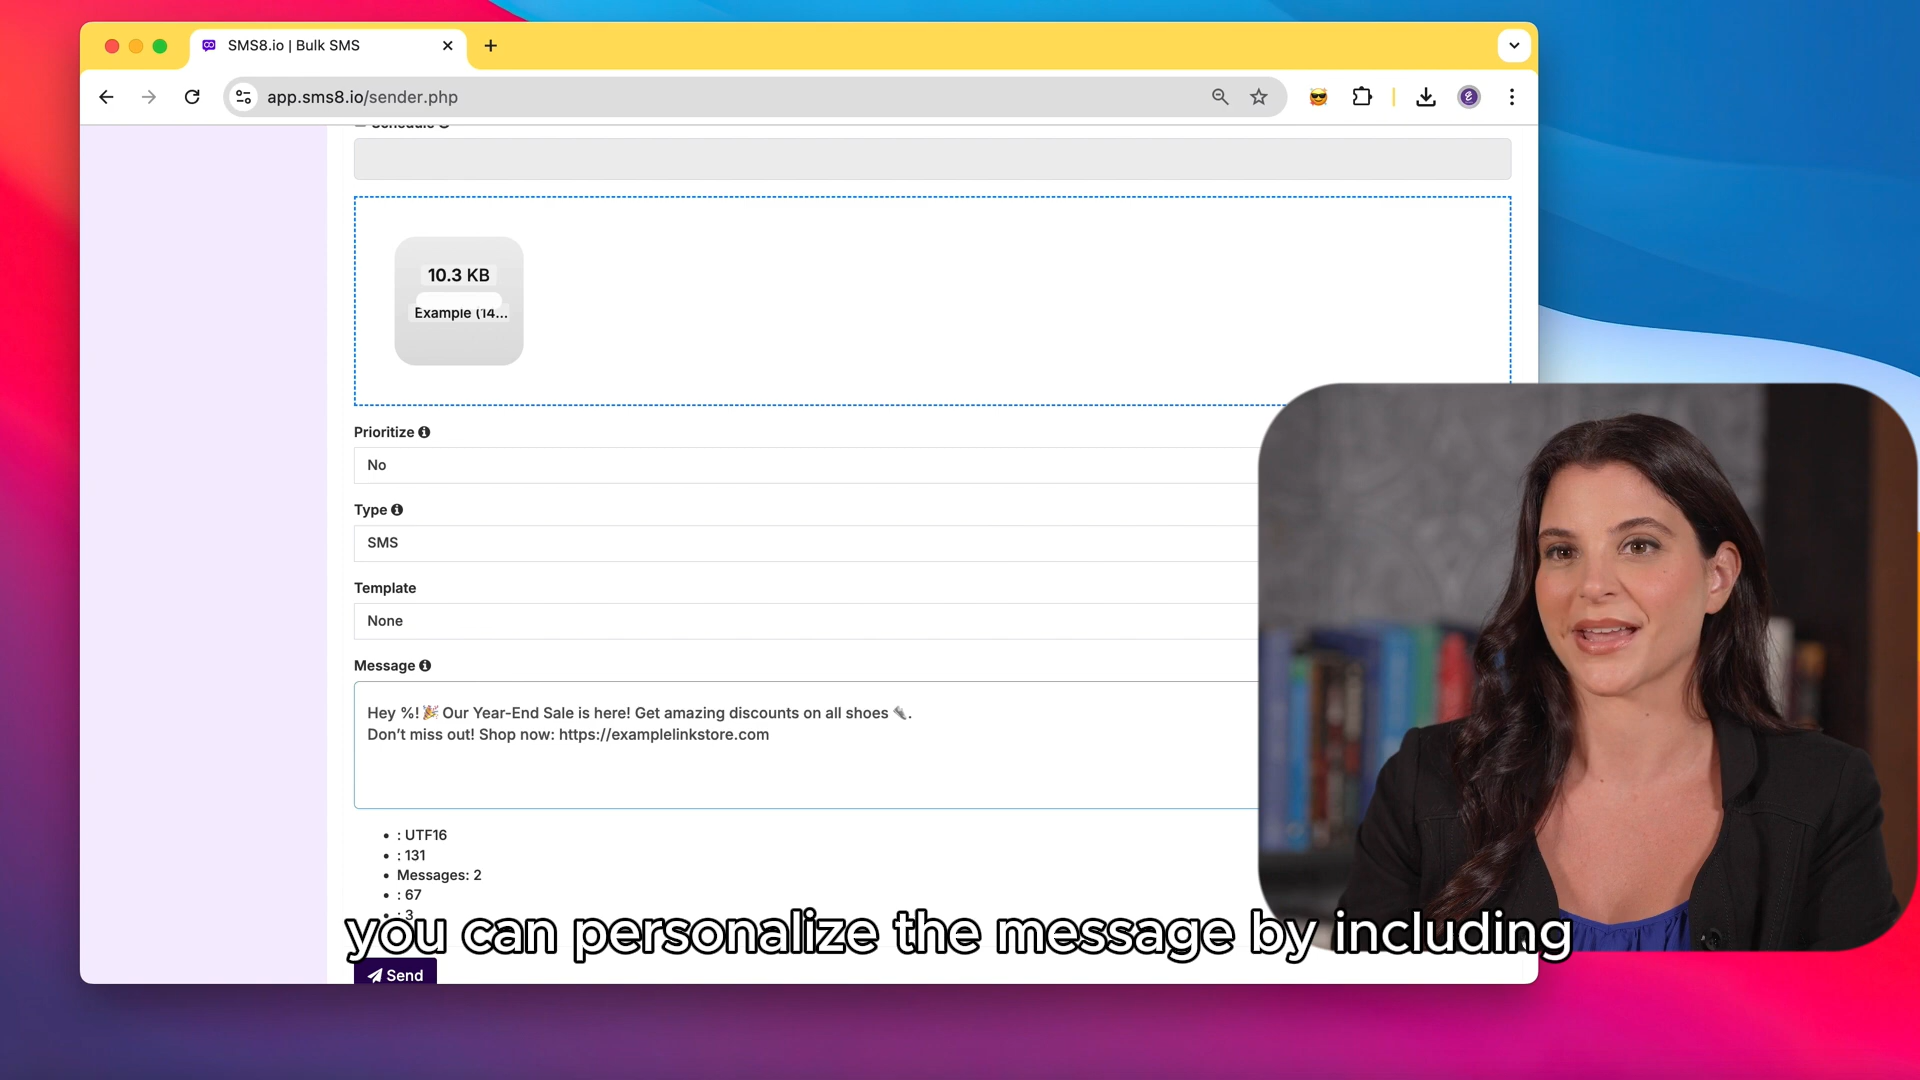 SMS8.io | Bulk SMS
app.sms8.io/sender.php
Schedule
10.3 KB
Example (14...
Prioritize
No
Type
SMS
Template
None
Message
Hey %!🎉 Our Year-End Sale is here! Get amazing discounts on all shoes 👟.
Don't miss out! Shop now: https://examplelinkstore.com
: UTF16
: 131
Messages: 2
: 67
: 3
you can personalize the message by including
Send